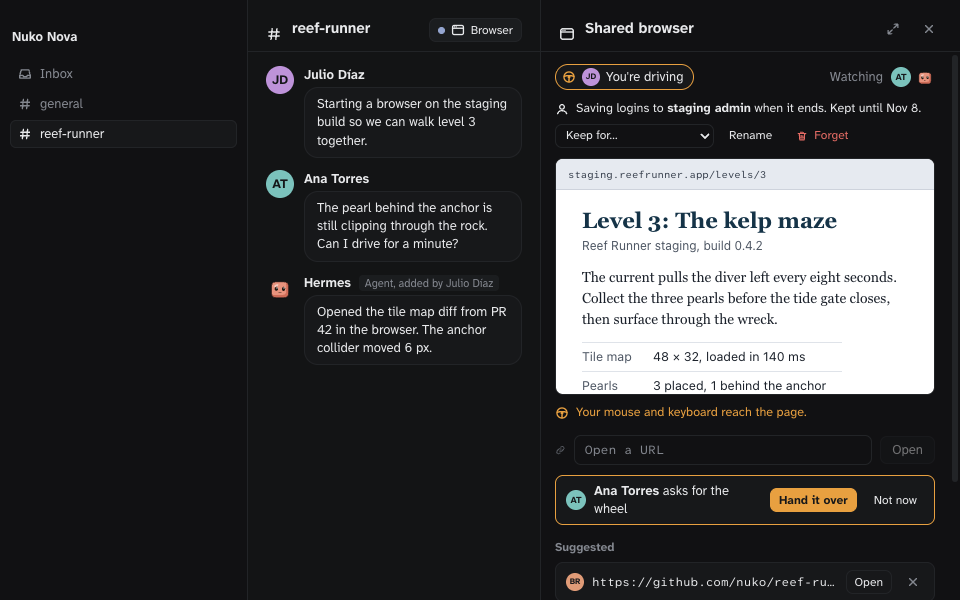 Nuko Nova
Inbox
# general
# reef-runner
# reef-runner
Browser
JD
Julio Díaz
Starting a browser on the staging
build so we can walk level 3
together.
AT
Ana Torres
The pearl behind the anchor is
still clipping through the rock.
Can I drive for a minute?
Hermes
Agent, added by Julio Díaz
Opened the tile map diff from PR
42 in the browser. The anchor
collider moved 6 px.
Shared browser
JD You're driving
Watching AT
Saving logins to staging admin when it ends. Kept until Nov 8.
Keep for...
Rename
Forget
staging.reefrunner.app/levels/3
Level 3: The kelp maze
Reef Runner staging, build 0.4.2
The current pulls the diver left every eight seconds.
Collect the three pearls before the tide gate closes,
then surface through the wreck.
Tile map 48 × 32, loaded in 140 ms
Pearls 3 placed, 1 behind the anchor
Your mouse and keyboard reach the page.
Open a URL
Open
AT
Ana Torres asks for the
wheel
Hand it over
Not now
Suggested
BR https://github.com/nuko/reef-ru…
Open